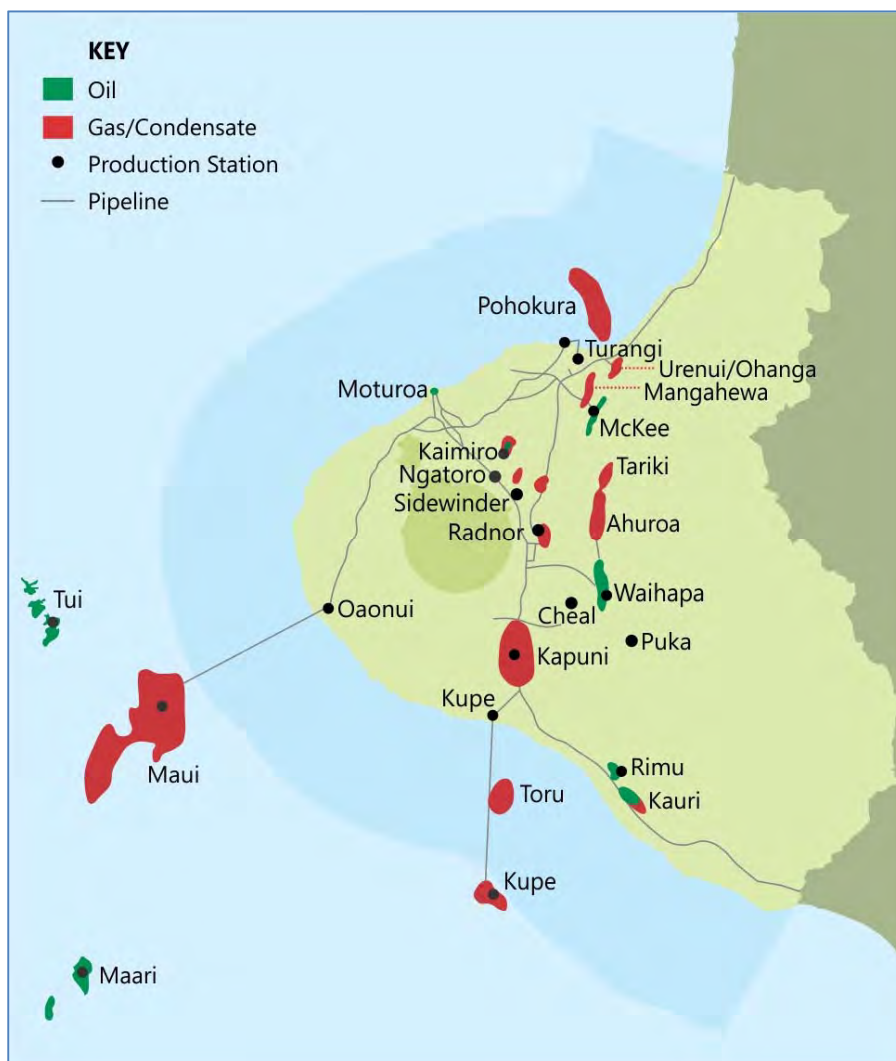 KEY
Oil
Gas/Condensate
Production Station
Pipeline
Pohokura
Turangi
Urenui/Ohanga
Mangahewa
Moturoa
McKee
Kaimiro
Ngatoro
Tariki
Sidewinder
Ahuroa
Radnor
Tui
Oaonui
Waihapa
Cheal
Puka
Kapuni
Kupe
Maui
Rimu
Toru
Kauri
Kupe
Maari